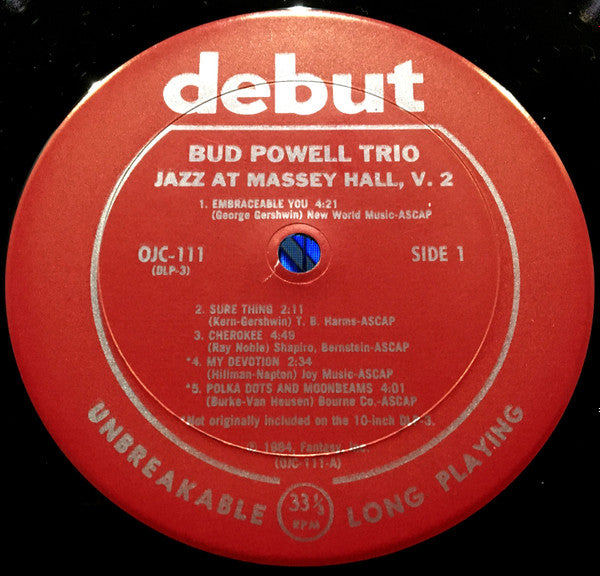 debut
BUD POWELL TRIO
JAZZ AT MASSEY HALL, V. 2
1. EMBRACEABLE YOU 4:21
(George Gershwin) New World Music-ASCAP
OJC-111
(DLP-3)
SIDE 1
2. SURE THING 2:11
(Kern-Gershwin) T. B. Harms-ASCAP
3. CHEROKEE 4:49
(Ray Noble) Shapiro, Bernstein-ASCAP
*4. MY DEVOTION 2:34
(Hillman-Napton) Joy Music-ASCAP
*5. POLKA DOTS AND MOONBEAMS 4:01
(Burke-Van Heusen) Bourne Co.-ASCAP
*Not originally included on the 10-inch DLP-3.
© 1984, Fantasy, Inc.
(OJC-111-A)
UNBREAKABLE
33⅓
RPM
LONG PLAYING